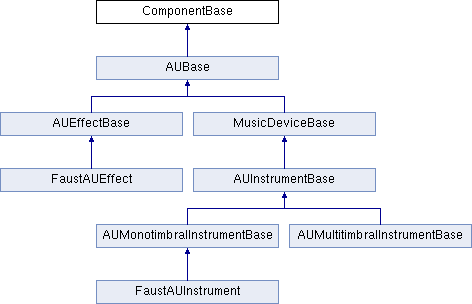 ComponentBase
AUBase
AUEffectBase
MusicDeviceBase
FaustAUEffect
AUInstrumentBase
AUMonotimbralInstrumentBase
AUMultitimbralInstrumentBase
FaustAUInstrument